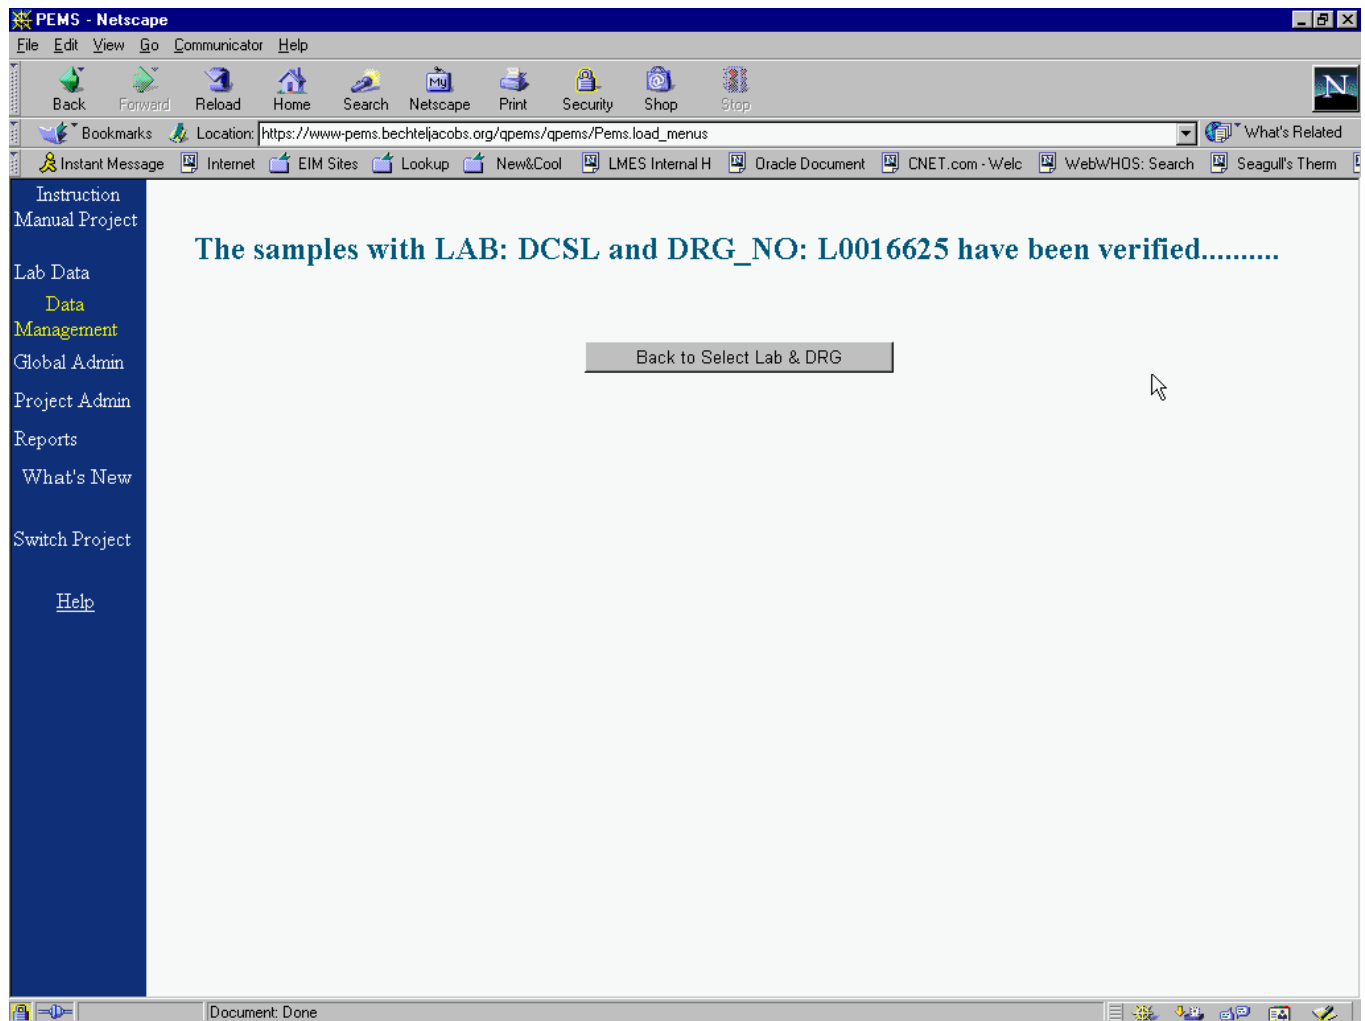 PEMS - Netscape
File Edit View Go Communicator Help
My
N
Back Forward Reload Home Search Netscape Print Security Shop Stop
Bookmarks Location: https://www-pems.bechteljacobs.org/qpems/qpems/Pems.load_menus What's Related
Instant Message Internet EIM Sites Lookup New&Cool LMES Internal H Oracle Document CNET.com - Welc WebWHOS: Search Seagull's Therm
Instruction
Manual Project
Lab Data
Data
Management
Global Admin
Project Admin
Reports
What's New
Switch Project
Help
The samples with LAB: DCSL and DRG_NO: L0016625 have been verified..........
Back to Select Lab & DRG
Document: Done